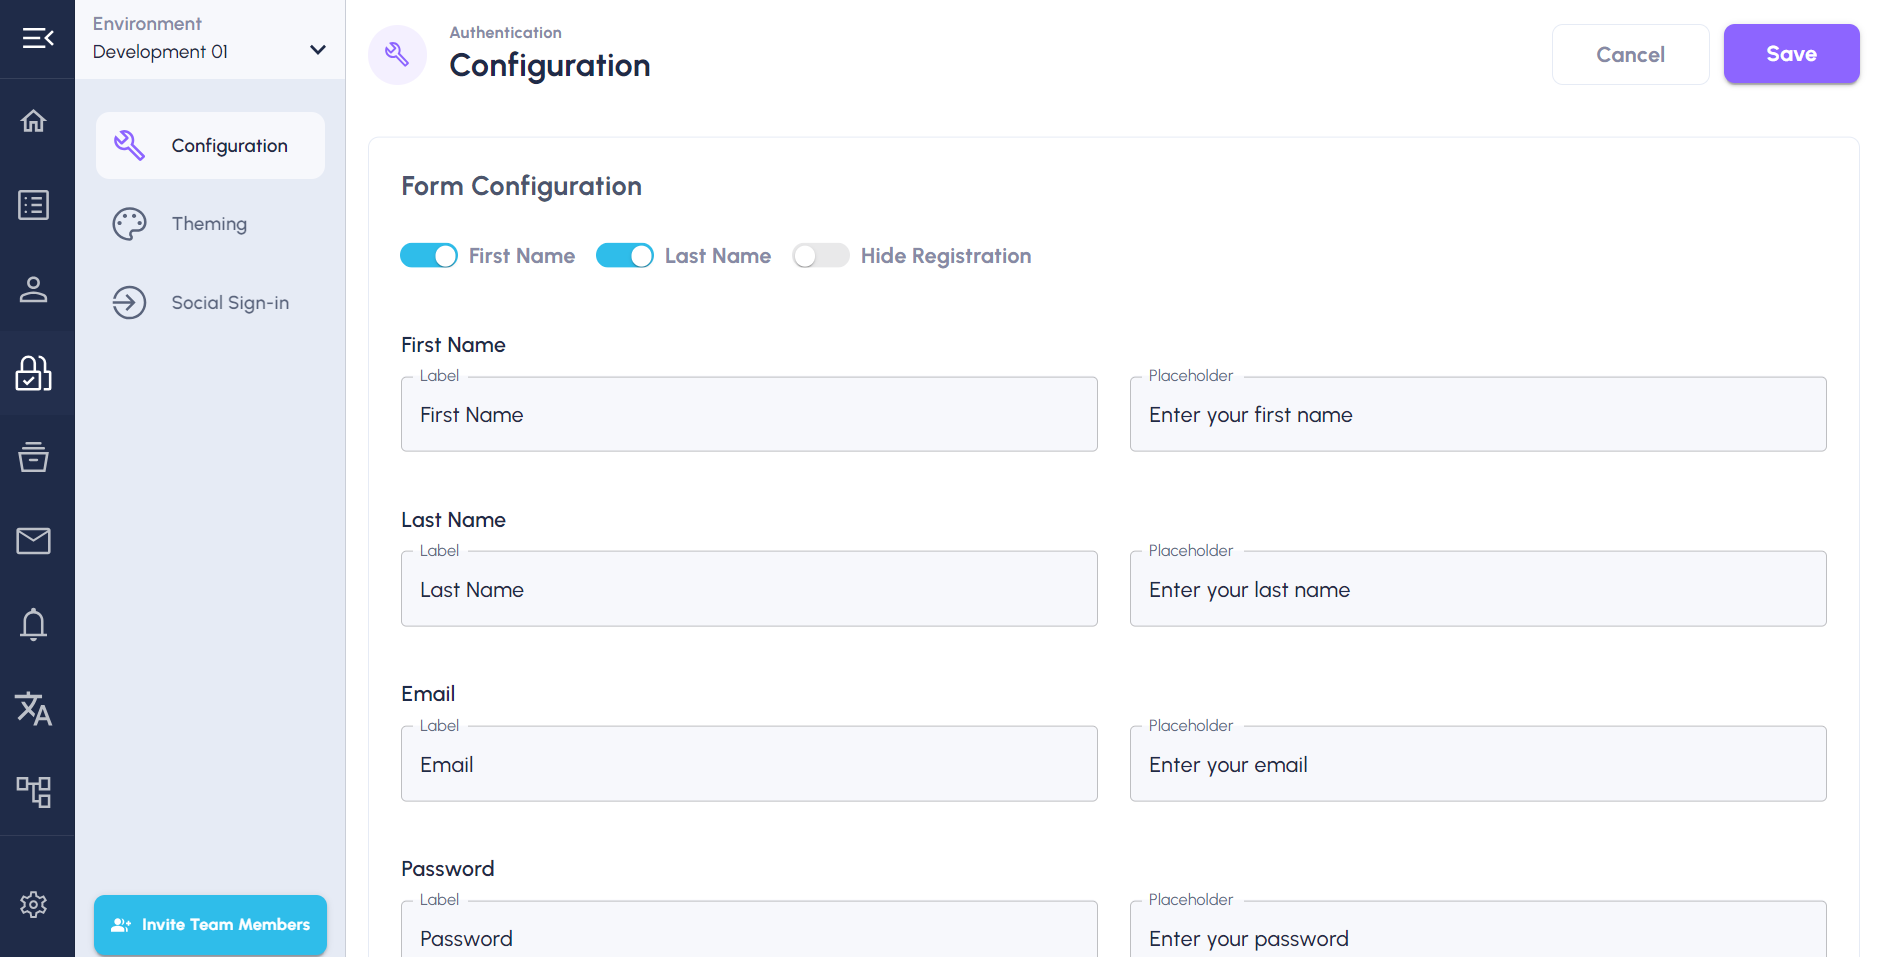 Environment
Development 01
Configuration
Theming
Social Sign-in
Invite Team Members
Authentication
Configuration
Cancel
Save
Form Configuration
First Name
Last Name
Hide Registration
First Name
Label
First Name
Placeholder
Enter your first name
Last Name
Label
Last Name
Placeholder
Enter your last name
Email
Label
Email
Placeholder
Enter your email
Password
Label
Password
Placeholder
Enter your password